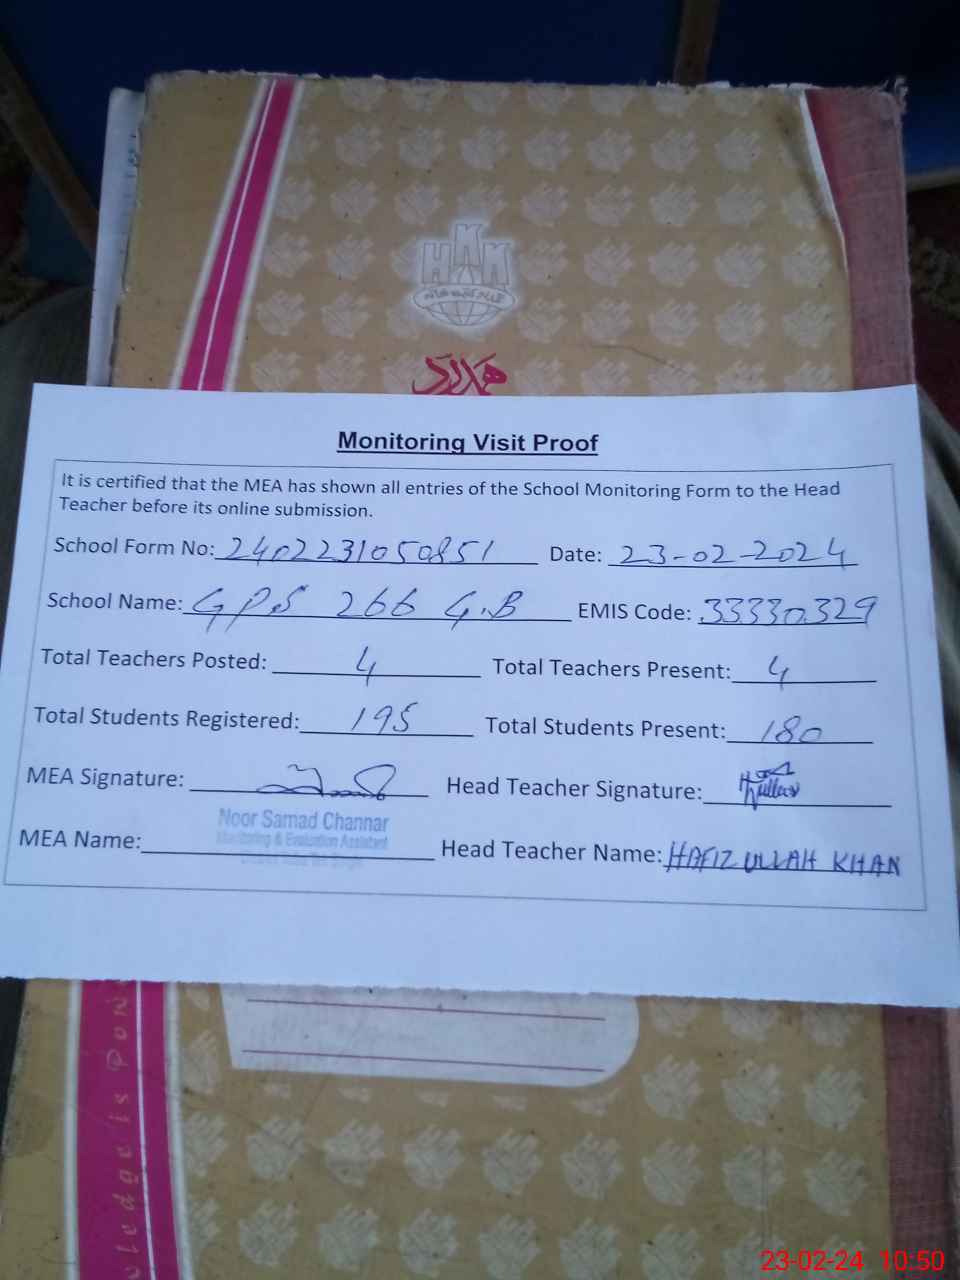 HKM
ہمدرد
Monitoring Visit Proof
It is certified that the MEA has shown all entries of the School Monitoring Form to the Head
Teacher before its online submission.
School Form No: 2402231050851 Date: 23-02-2024
School Name: GPS 266 G.B EMIS Code: 33330329
Total Teachers Posted: 4 Total Teachers Present: 4
Total Students Registered: 195 Total Students Present: 180
MEA Signature: Head Teacher Signature:
Noor Samad Channar
Monitoring & Evaluation Assistant
MEA Name: Head Teacher Name: HAFIZ ULLAH KHAN
23-02-24 10:50